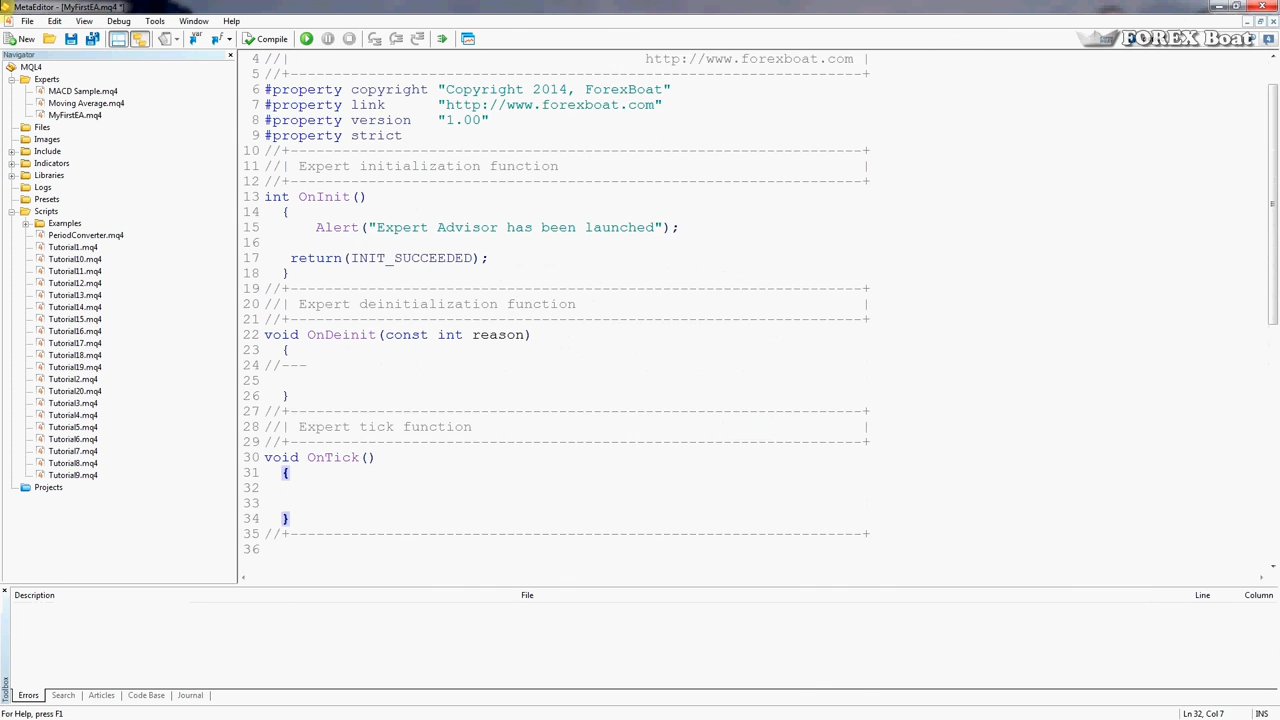 MetaEditor - [MyFirstEA.mq4 *]
File Edit View Debug Tools Window Help
New Compile FOREX Boat
Navigator
MQL4
Experts
MACD Sample.mq4
Moving Average.mq4
MyFirstEA.mq4
Files
Images
Include
Indicators
Libraries
Logs
Presets
Scripts
Examples
PeriodConverter.mq4
Tutorial1.mq4
Tutorial10.mq4
Tutorial11.mq4
Tutorial12.mq4
Tutorial13.mq4
Tutorial14.mq4
Tutorial15.mq4
Tutorial16.mq4
Tutorial17.mq4
Tutorial18.mq4
Tutorial19.mq4
Tutorial2.mq4
Tutorial20.mq4
Tutorial3.mq4
Tutorial4.mq4
Tutorial5.mq4
Tutorial6.mq4
Tutorial7.mq4
Tutorial8.mq4
Tutorial9.mq4
Projects
4 //| http://www.forexboat.com |
5 //+------------------------------------------------------------------+
6 #property copyright "Copyright 2014, ForexBoat"
7 #property link "http://www.forexboat.com"
8 #property version "1.00"
9 #property strict
10 //+------------------------------------------------------------------+
11 //| Expert initialization function |
12 //+------------------------------------------------------------------+
13 int OnInit()
14 {
15 Alert("Expert Advisor has been launched");
16
17 return(INIT_SUCCEEDED);
18 }
19 //+------------------------------------------------------------------+
20 //| Expert deinitialization function |
21 //+------------------------------------------------------------------+
22 void OnDeinit(const int reason)
23 {
24 //---
25
26 }
27 //+------------------------------------------------------------------+
28 //| Expert tick function |
29 //+------------------------------------------------------------------+
30 void OnTick()
31 {
32
33
34 }
35 //+------------------------------------------------------------------+
36
Description File Line Column
Toolbox
Errors Search Articles Code Base Journal
For Help, press F1 Ln 32, Col 7 INS